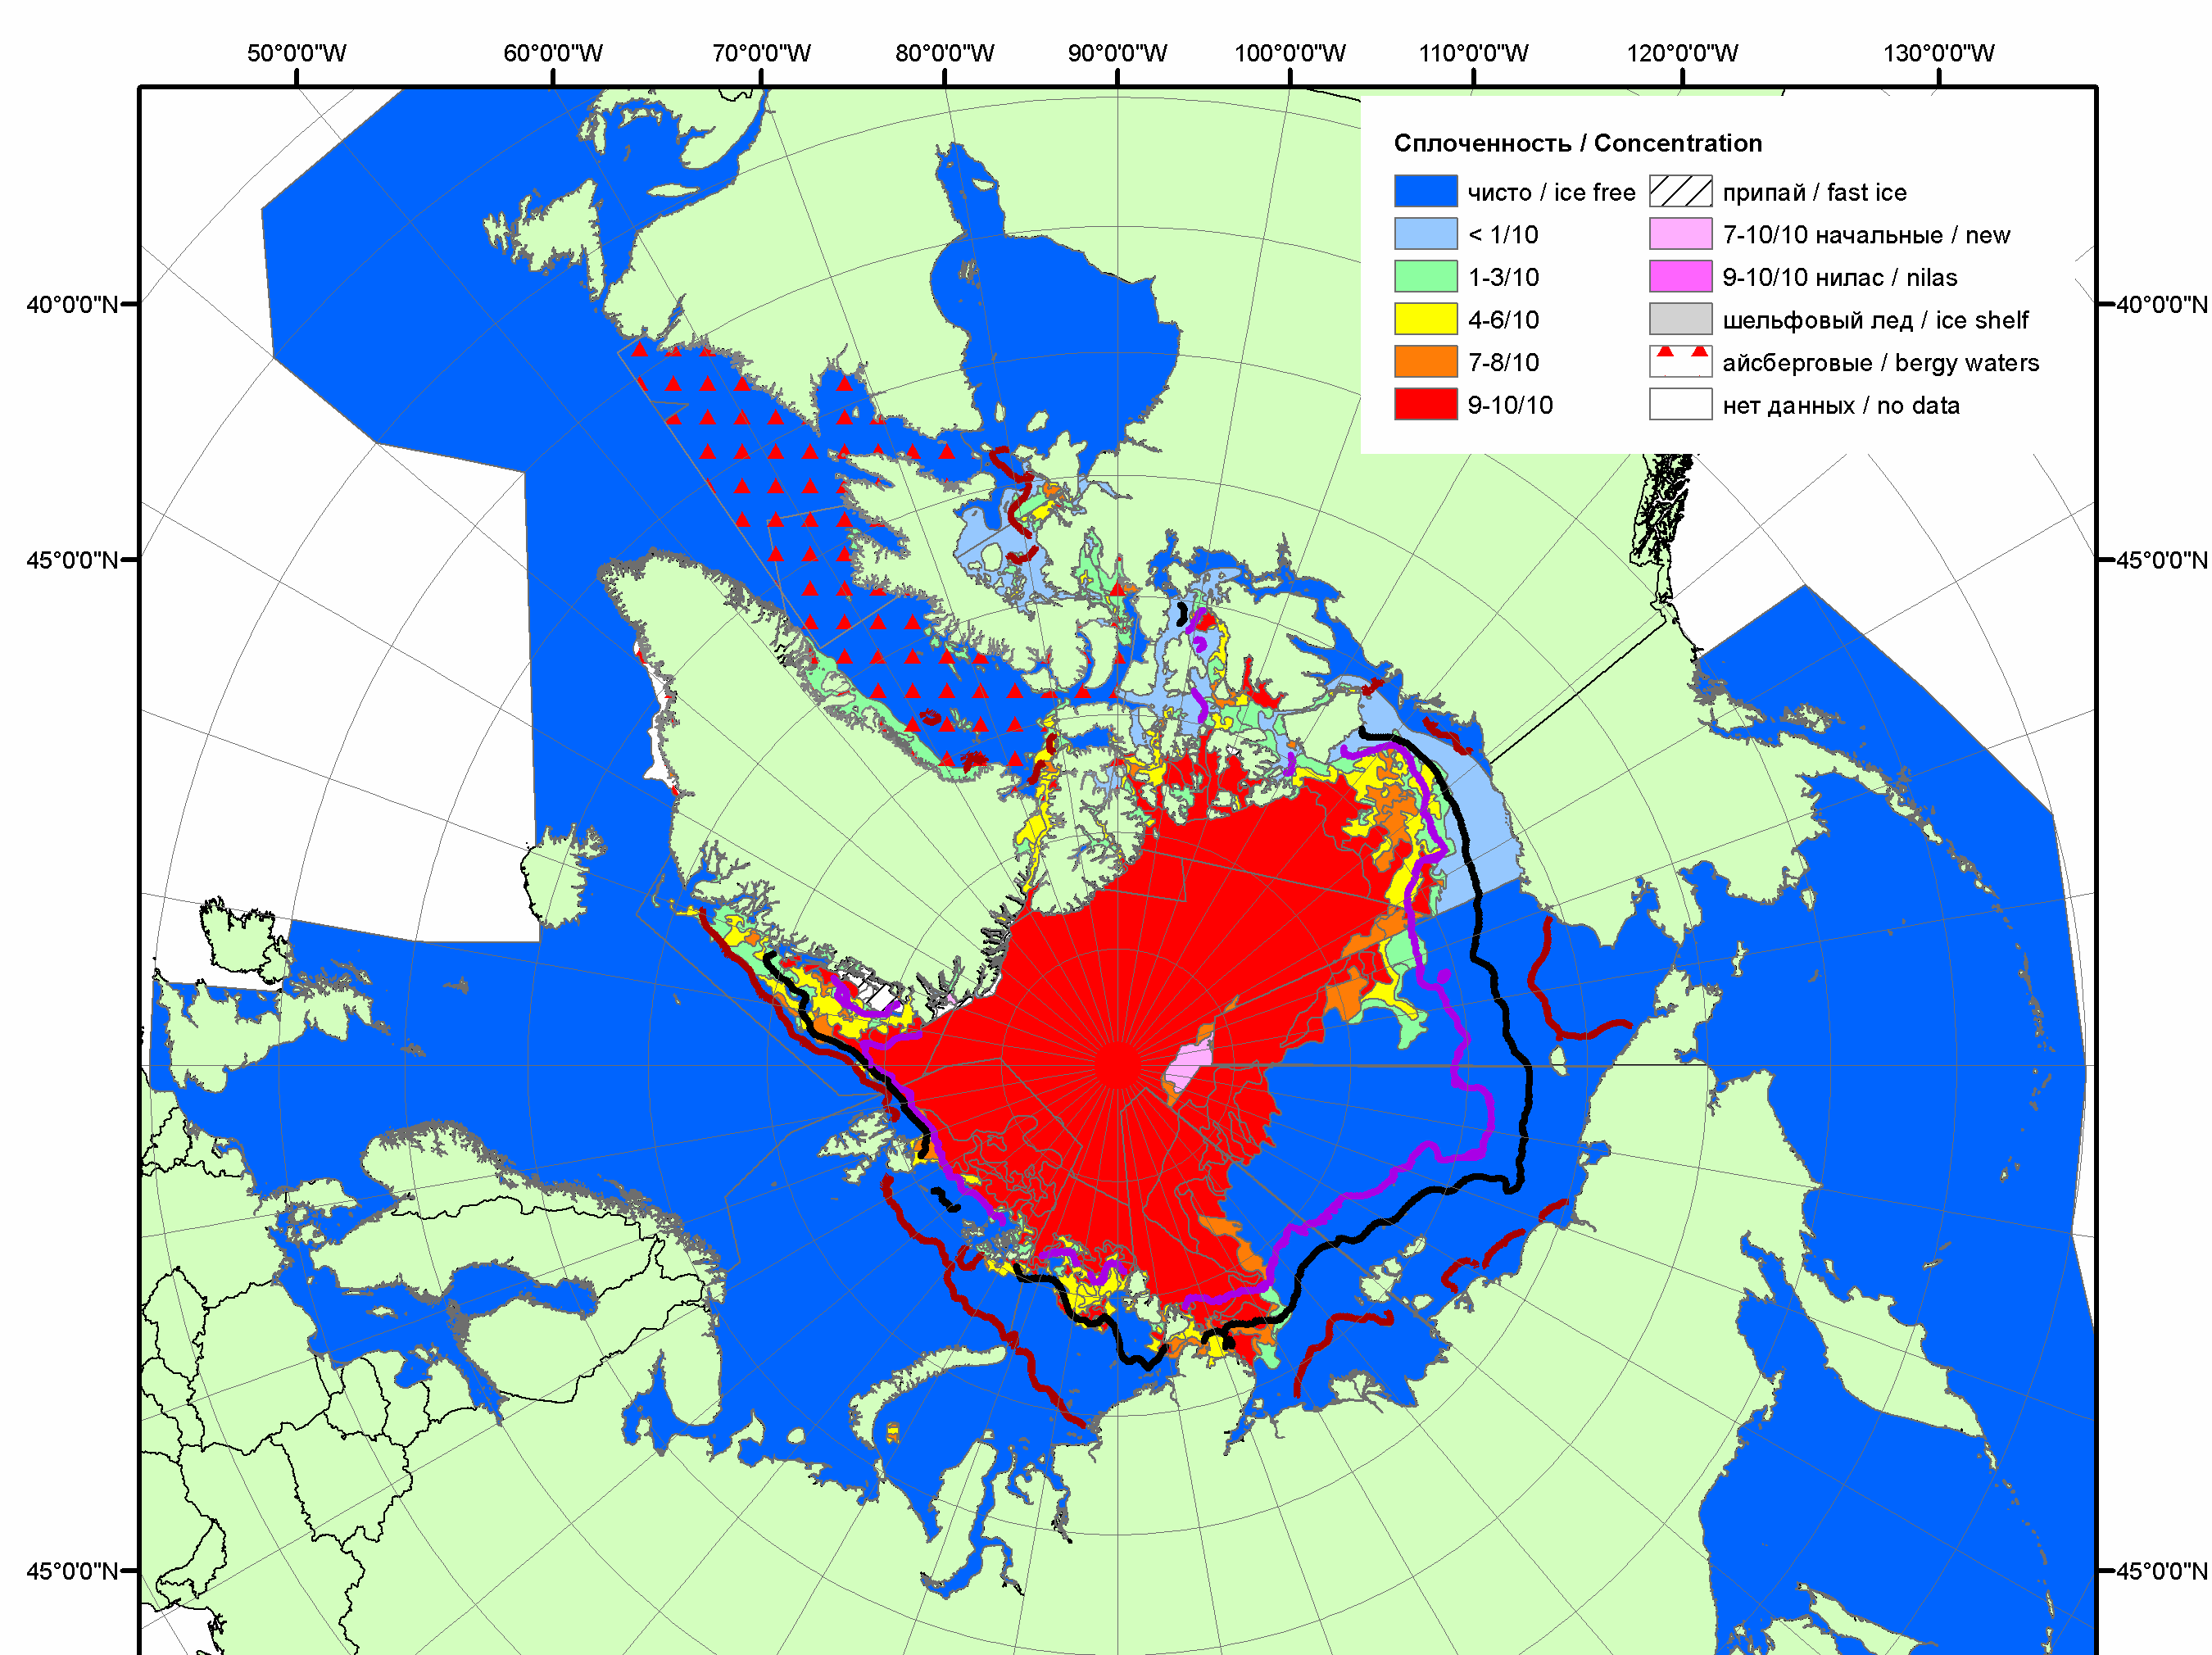 50°0'0"W 60°0'0"W 70°0'0"W 80°0'0"W 90°0'0"W 100°0'0"W 110°0'0"W 120°0'0"W 130°0'0"W
Сплоченность / Concentration
чисто / ice free
< 1/10
1-3/10
4-6/10
7-8/10
9-10/10
припай / fast ice
7-10/10 начальные / new
9-10/10 нилас / nilas
шельфовый лед / ice shelf
айсберговые / bergy waters
нет данных / no data
40°0'0"N 40°0'0"N
45°0'0"N 45°0'0"N
45°0'0"N 45°0'0"N